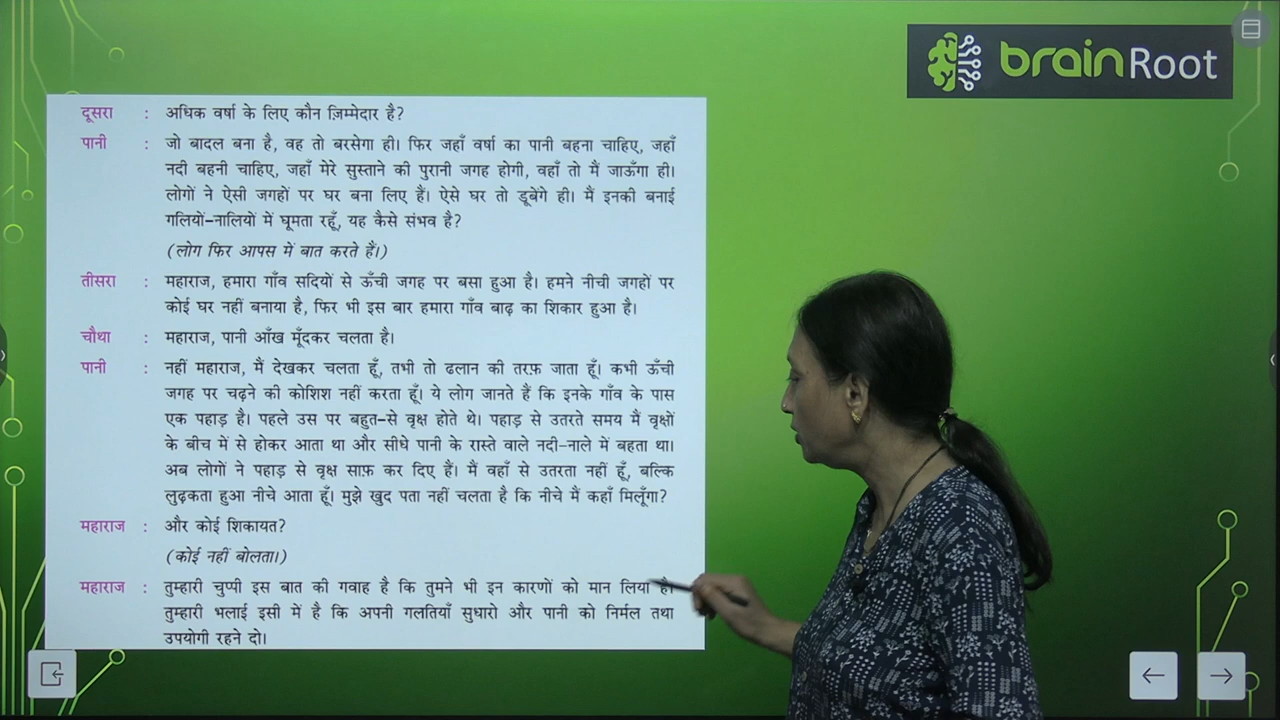 brainRoot
दूसरा : अधिक वर्षा के लिए कौन ज़िम्मेदार है?
पानी : जो बादल बना है, वह तो बरसेगा ही। फिर जहाँ वर्षा का पानी बहना चाहिए, जहाँ
नदी बहनी चाहिए, जहाँ मेरे सुस्ताने की पुरानी जगह होगी, वहाँ तो मैं जाऊँगा ही।
लोगों ने ऐसी जगहों पर घर बना लिए हैं। ऐसे घर तो डूबेंगे ही। मैं इनकी बनाई
गलियों-नालियों में घूमता रहूँ, यह कैसे संभव है?
(लोग फिर आपस में बात करते हैं।)
तीसरा : महाराज, हमारा गाँव सदियों से ऊँची जगह पर बसा हुआ है। हमने नीची जगहों पर
कोई घर नहीं बनाया है, फिर भी इस बार हमारा गाँव बाढ़ का शिकार हुआ है।
चौथा : महाराज, पानी आँख मूँदकर चलता है।
पानी : नहीं महाराज, मैं देखकर चलता हूँ, तभी तो ढलान की तरफ़ जाता हूँ। कभी ऊँची
जगह पर चढ़ने की कोशिश नहीं करता हूँ। ये लोग जानते हैं कि इनके गाँव के पास
एक पहाड़ है। पहले उस पर बहुत-से वृक्ष होते थे। पहाड़ से उतरते समय मैं वृक्षों
के बीच में से होकर आता था और सीधे पानी के रास्ते वाले नदी-नाले में बहता था।
अब लोगों ने पहाड़ से वृक्ष साफ़ कर दिए हैं। मैं वहाँ से उतरता नहीं हूँ, बल्कि
लुढ़कता हुआ नीचे आता हूँ। मुझे खुद पता नहीं चलता है कि नीचे मैं कहाँ मिलूँगा?
महाराज : और कोई शिकायत?
(कोई नहीं बोलता।)
महाराज : तुम्हारी चुप्पी इस बात की गवाह है कि तुमने भी इन कारणों को मान लिया है।
तुम्हारी भलाई इसी में है कि अपनी गलतियाँ सुधारो और पानी को निर्मल तथा
उपयोगी रहने दो।